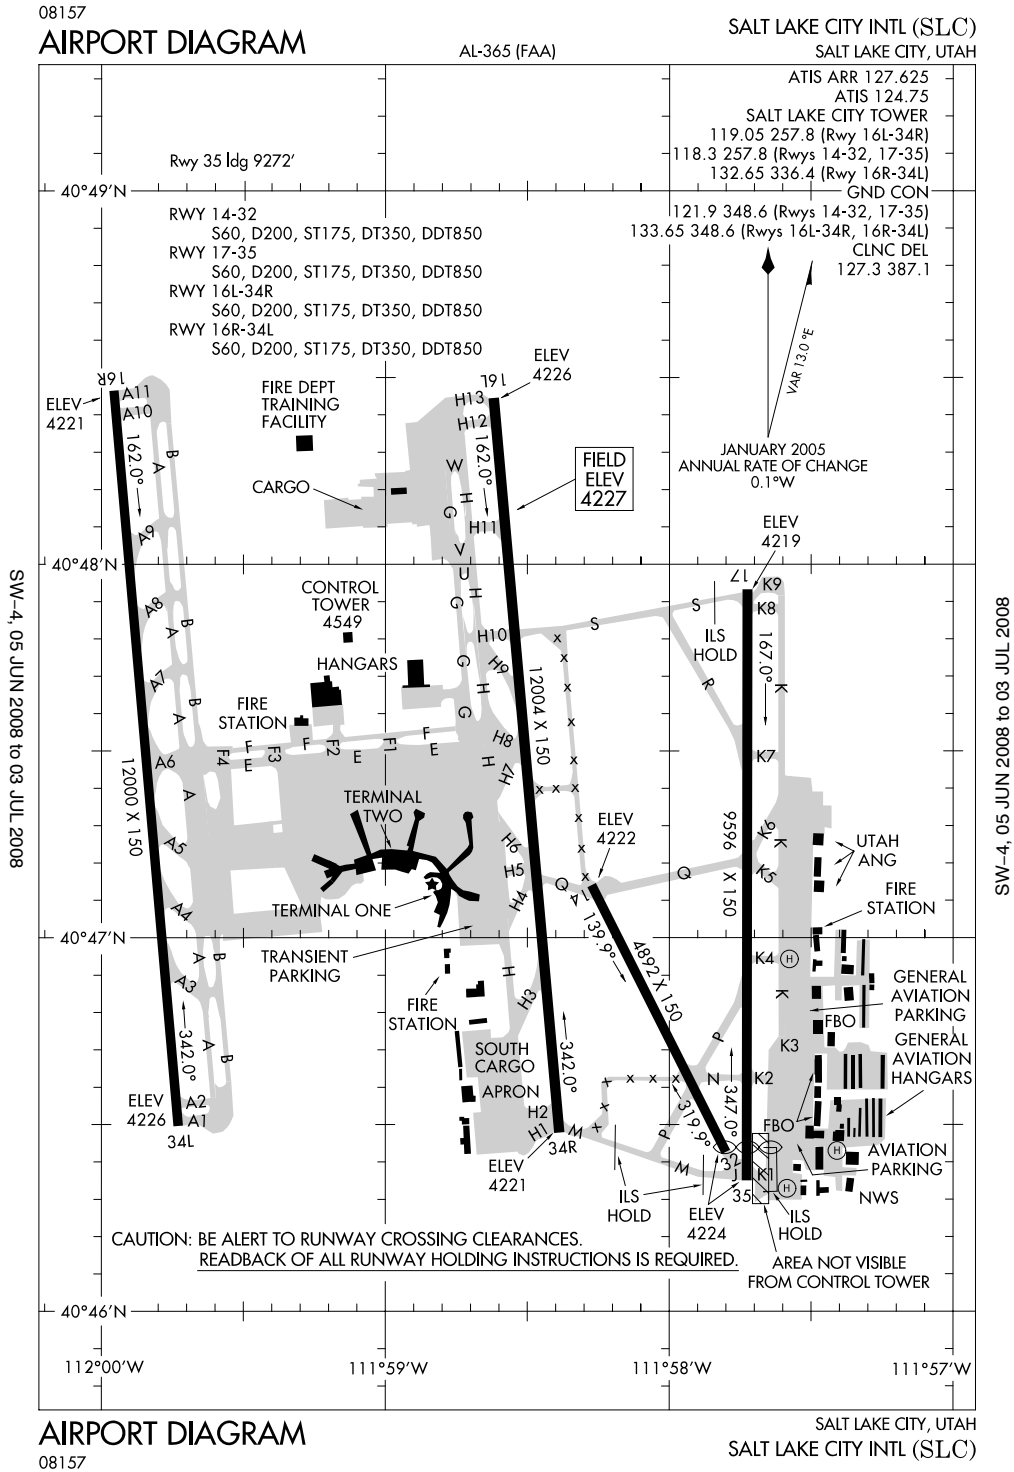 08157
AIRPORT DIAGRAM
AL-365 (FAA)
SALT LAKE CITY INTL (SLC)
SALT LAKE CITY, UTAH
ATIS ARR 127.625
ATIS 124.75
SALT LAKE CITY TOWER
119.05 257.8 (Rwy 16L-34R)
118.3 257.8 (Rwys 14-32, 17-35)
132.65 336.4 (Rwy 16R-34L)
GND CON
121.9 348.6 (Rwys 14-32, 17-35)
133.65 348.6 (Rwys 16L-34R, 16R-34L)
CLNC DEL
127.3 387.1
Rwy 35 ldg 9272'
40°49'N
RWY 14-32
S60, D200, ST175, DT350, DDT850
RWY 17-35
S60, D200, ST175, DT350, DDT850
RWY 16L-34R
S60, D200, ST175, DT350, DDT850
RWY 16R-34L
S60, D200, ST175, DT350, DDT850
VAR 13.0 °E
JANUARY 2005
ANNUAL RATE OF CHANGE
0.1°W
16R
A11
A10
ELEV
4221
162.0°
B
A
A9
A8
A
B
A7
B
A
A6
12000 X 150
A
A5
A4
A
B
A3
342.0°
A
B
A2
A1
ELEV
4226
34L
FIRE DEPT
TRAINING
FACILITY
CARGO
CONTROL
TOWER
4549
HANGARS
FIRE
STATION
F
F
F
F
F4
F3
F2
F1
E
E
E
TERMINAL
TWO
TERMINAL ONE
TRANSIENT
PARKING
FIRE
STATION
SOUTH
CARGO
APRON
16L
ELEV
4226
H13
H12
162.0°
W
H
G
H11
V
U
H
G
H10
H9
G
H
G
H8
H
H7
12004 X 150
H6
H5
H4
H
H3
342.0°
H2
H1
34R
ELEV
4221
FIELD
ELEV
4227
40°48'N
ELEV
4219
17
K9
K8
S
S
ILS
HOLD
167.0°
R
K
K7
9596 X 150
K6
K
K5
Q
Q
ELEV
4222
14
139.9°
4892 X 150
UTAH
ANG
FIRE
STATION
40°47'N
K4
H
K
K3
P
N
K2
347.0°
319.9°
P
M
M
32
J
35
K1
ELEV
4224
ILS
HOLD
ILS
HOLD
GENERAL
AVIATION
PARKING
FBO
GENERAL
AVIATION
HANGARS
FBO
H
AVIATION
PARKING
H
NWS
AREA NOT VISIBLE
FROM CONTROL TOWER
CAUTION: BE ALERT TO RUNWAY CROSSING CLEARANCES.
READBACK OF ALL RUNWAY HOLDING INSTRUCTIONS IS REQUIRED.
40°46'N
112°00'W
111°59'W
111°58'W
111°57'W
SW-4, 05 JUN 2008 to 03 JUL 2008
SW-4, 05 JUN 2008 to 03 JUL 2008
AIRPORT DIAGRAM
08157
SALT LAKE CITY, UTAH
SALT LAKE CITY INTL (SLC)